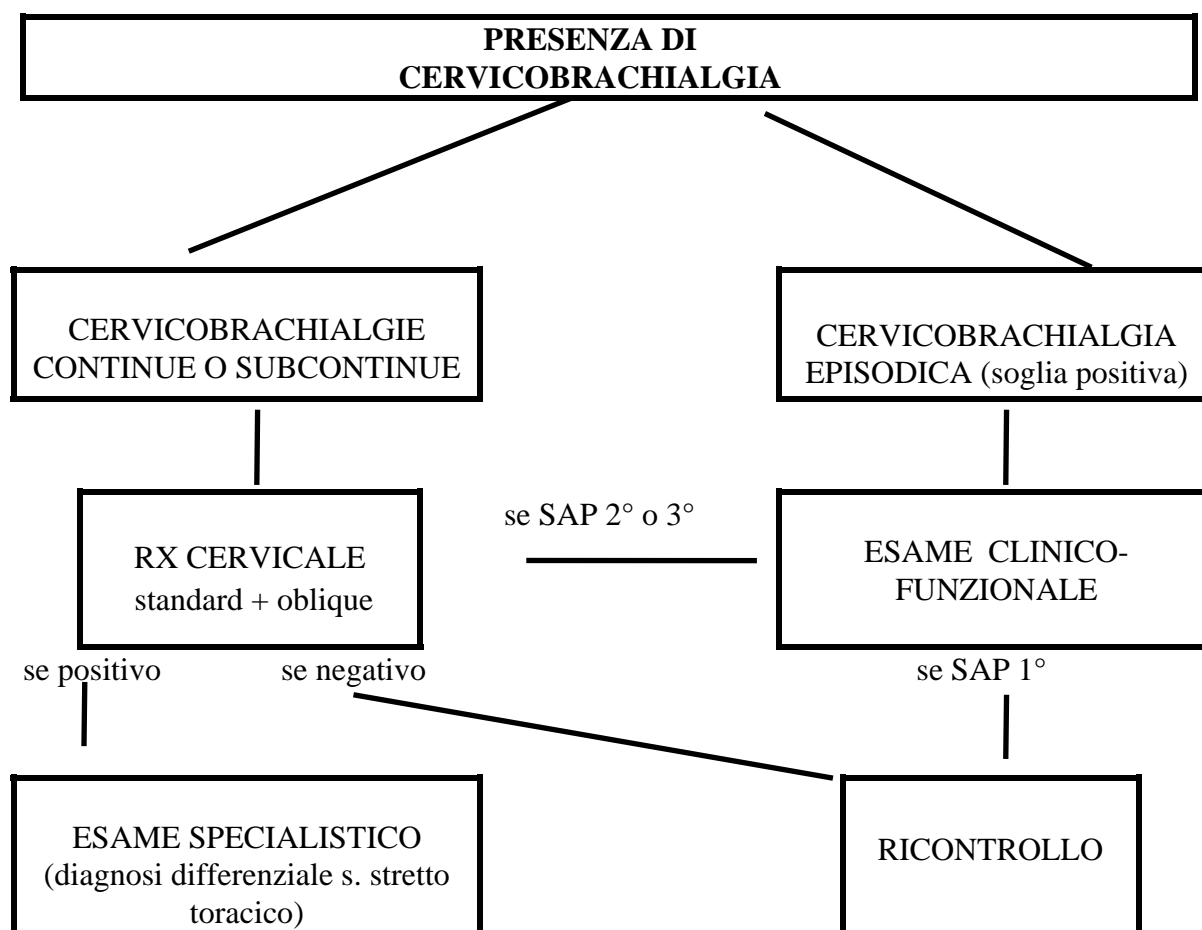 PRESENZA DI
CERVICOBRACHIALGIA
CERVICOBRACHIALGIE
CONTINUE O SUBCONTINUE
CERVICOBRACHIALGIA
EPISODICA (soglia positiva)
RX CERVICALE
standard + oblique
se SAP 2° o 3°
ESAME CLINICO-
FUNZIONALE
se positivo
se negativo
se SAP 1°
ESAME SPECIALISTICO
(diagnosi differenziale s. stretto
toracico)
RICONTROLLO